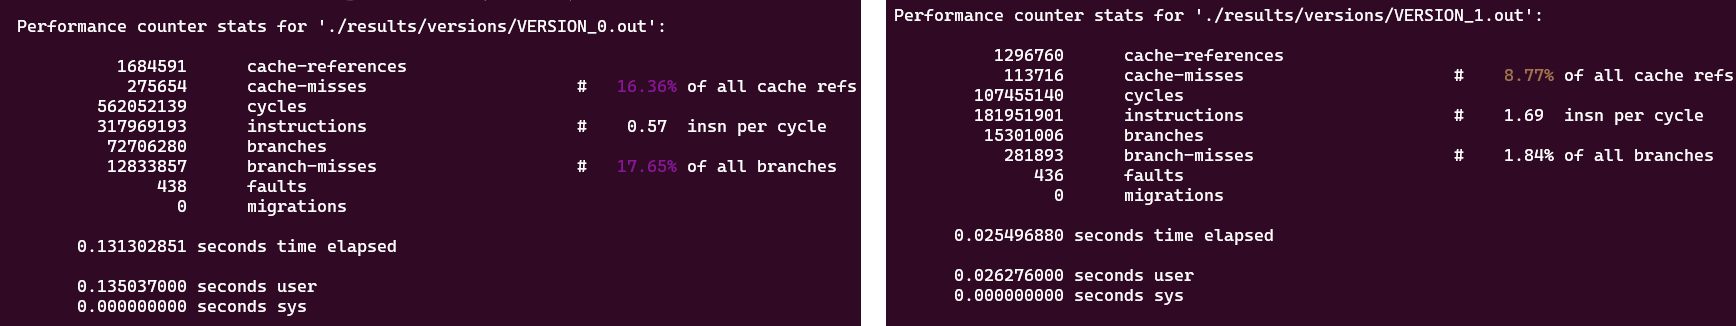 Performance counter stats for './results/versions/VERSION_0.out':
1684591 cache-references
275654 cache-misses # 16.36% of all cache refs
562052139 cycles
317969193 instructions # 0.57 insn per cycle
72706280 branches
12833857 branch-misses # 17.65% of all branches
438 faults
0 migrations
0.131302851 seconds time elapsed
0.135037000 seconds user
0.000000000 seconds sys
Performance counter stats for './results/versions/VERSION_1.out':
1296760 cache-references
113716 cache-misses # 8.77% of all cache refs
107455140 cycles
181951901 instructions # 1.69 insn per cycle
15301006 branches
281893 branch-misses # 1.84% of all branches
436 faults
0 migrations
0.025496880 seconds time elapsed
0.026276000 seconds user
0.000000000 seconds sys